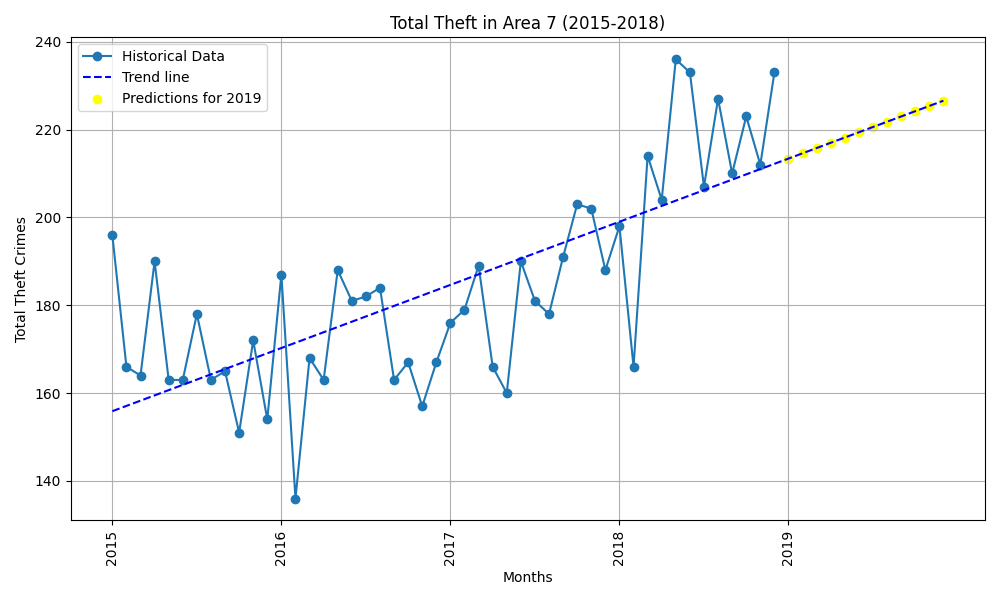 Total Theft in Area 7 (2015-2018)
Historical Data
Trend line
Predictions for 2019
240
220
200
180
160
140
Total Theft Crimes
2015
2016
2017
2018
2019
Months